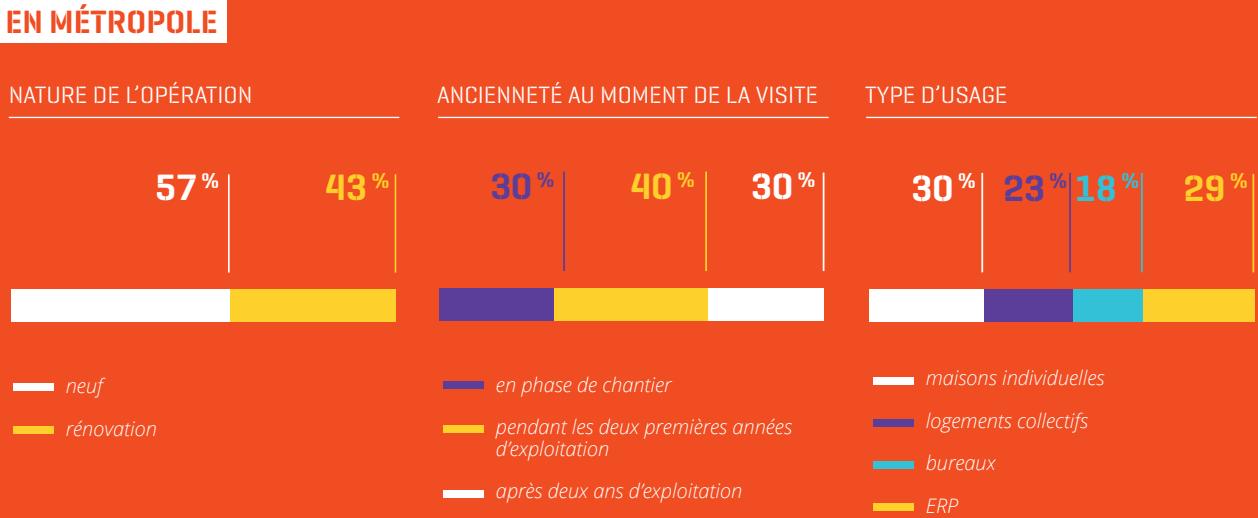 EN MÉTROPOLE
NATURE DE L'OPÉRATION
57 %
43 %
neuf
rénovation
ANCIENNETÉ AU MOMENT DE LA VISITE
30 %
40 %
30 %
en phase de chantier
pendant les deux premières années
d'exploitation
après deux ans d'exploitation
TYPE D'USAGE
30 %
23 %
18 %
29 %
maisons individuelles
logements collectifs
bureaux
ERP